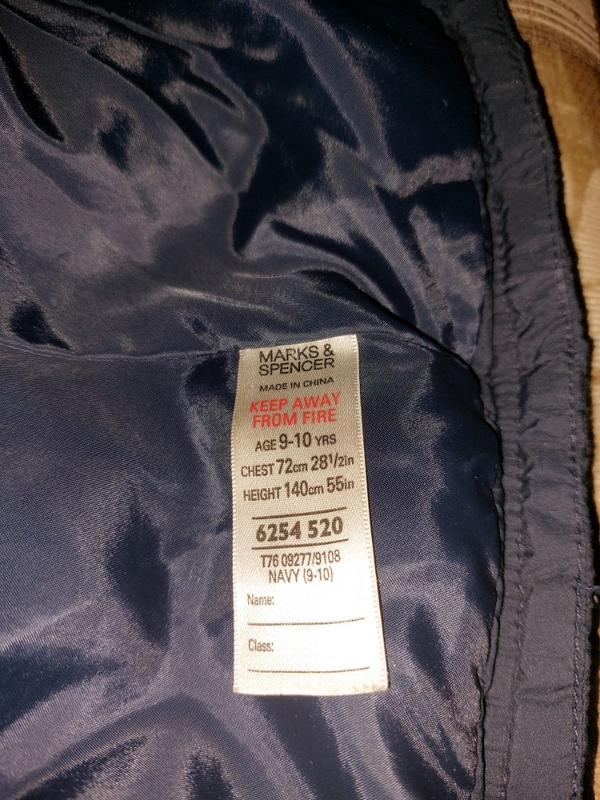 MARKS &
SPENCER
MADE IN CHINA
KEEP AWAY
FROM FIRE
AGE 9-10 YRS
CHEST 72cm 281/2in
HEIGHT 140cm 55in
6254 520
T76 09277/9108
NAVY (9-10)
Name:
Class: